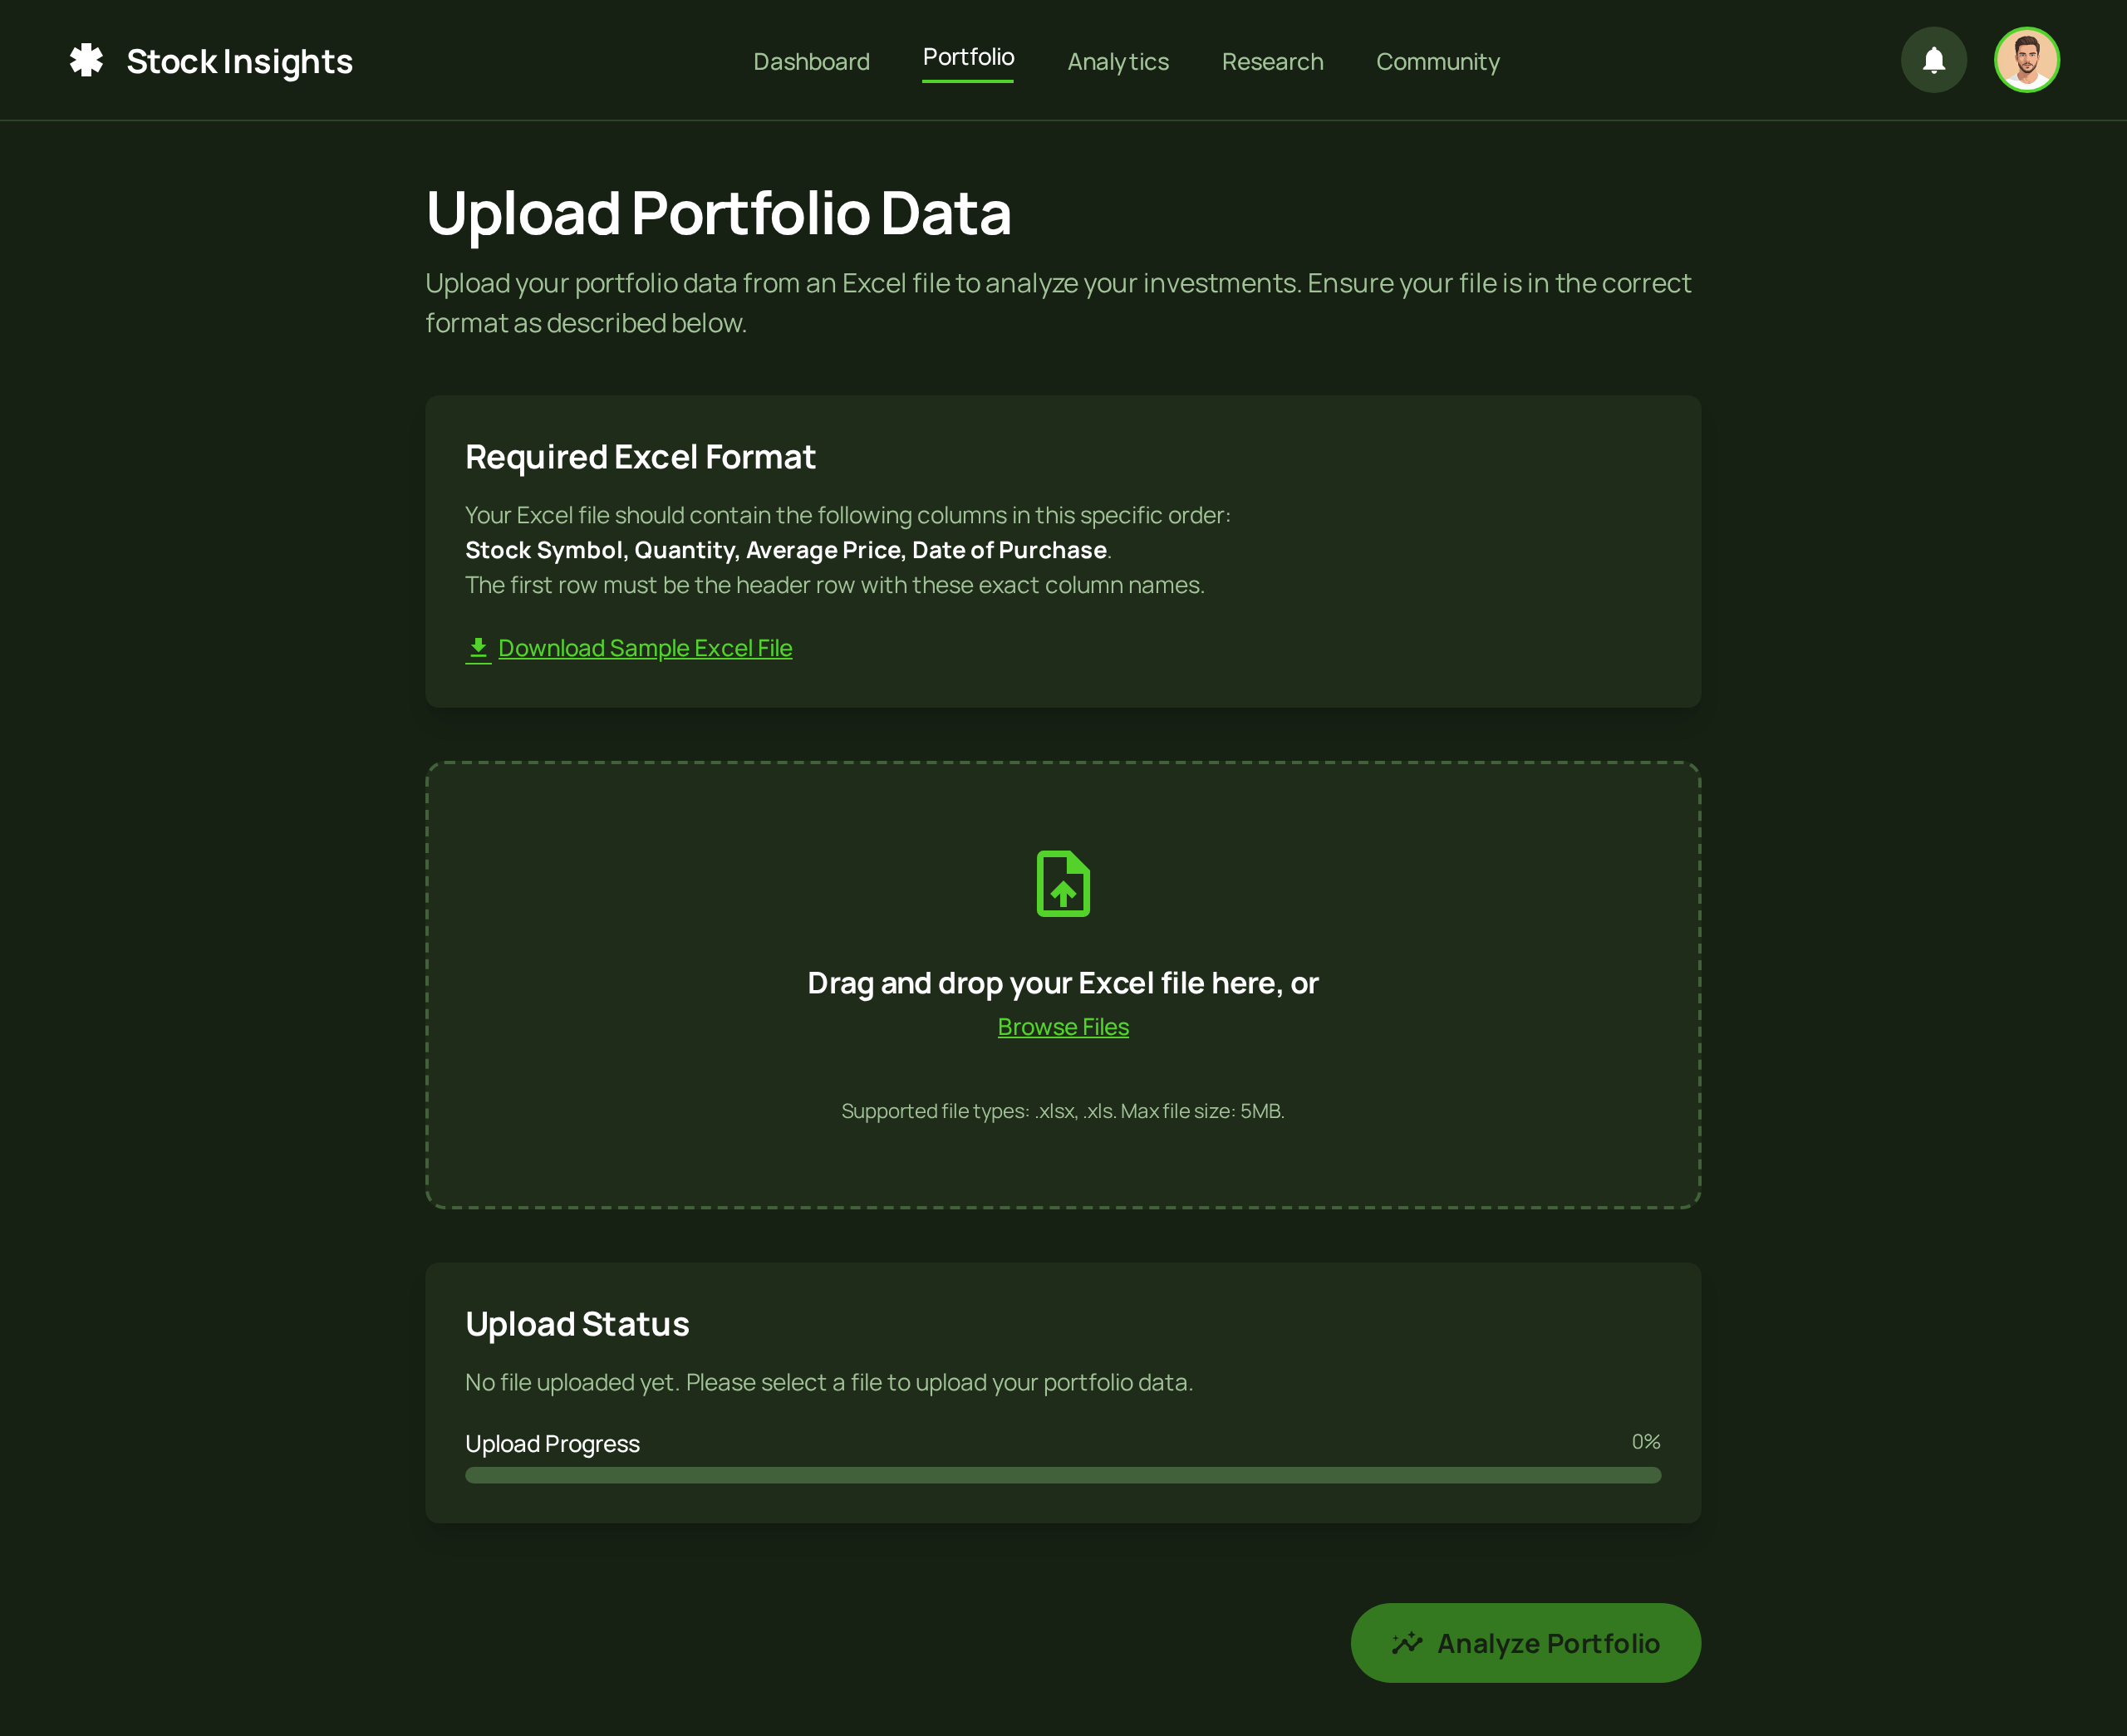 Stock Insights
Dashboard
Portfolio
Analytics
Research
Community
Upload Portfolio Data
Upload your portfolio data from an Excel file to analyze your investments. Ensure your file is in the correct
format as described below.
Required Excel Format
Your Excel file should contain the following columns in this specific order:
Stock Symbol, Quantity, Average Price, Date of Purchase.
The first row must be the header row with these exact column names.
Download Sample Excel File
Drag and drop your Excel file here, or
Browse Files
Supported file types: .xlsx, .xls. Max file size: 5MB.
Upload Status
No file uploaded yet. Please select a file to upload your portfolio data.
Upload Progress
0%
Analyze Portfolio